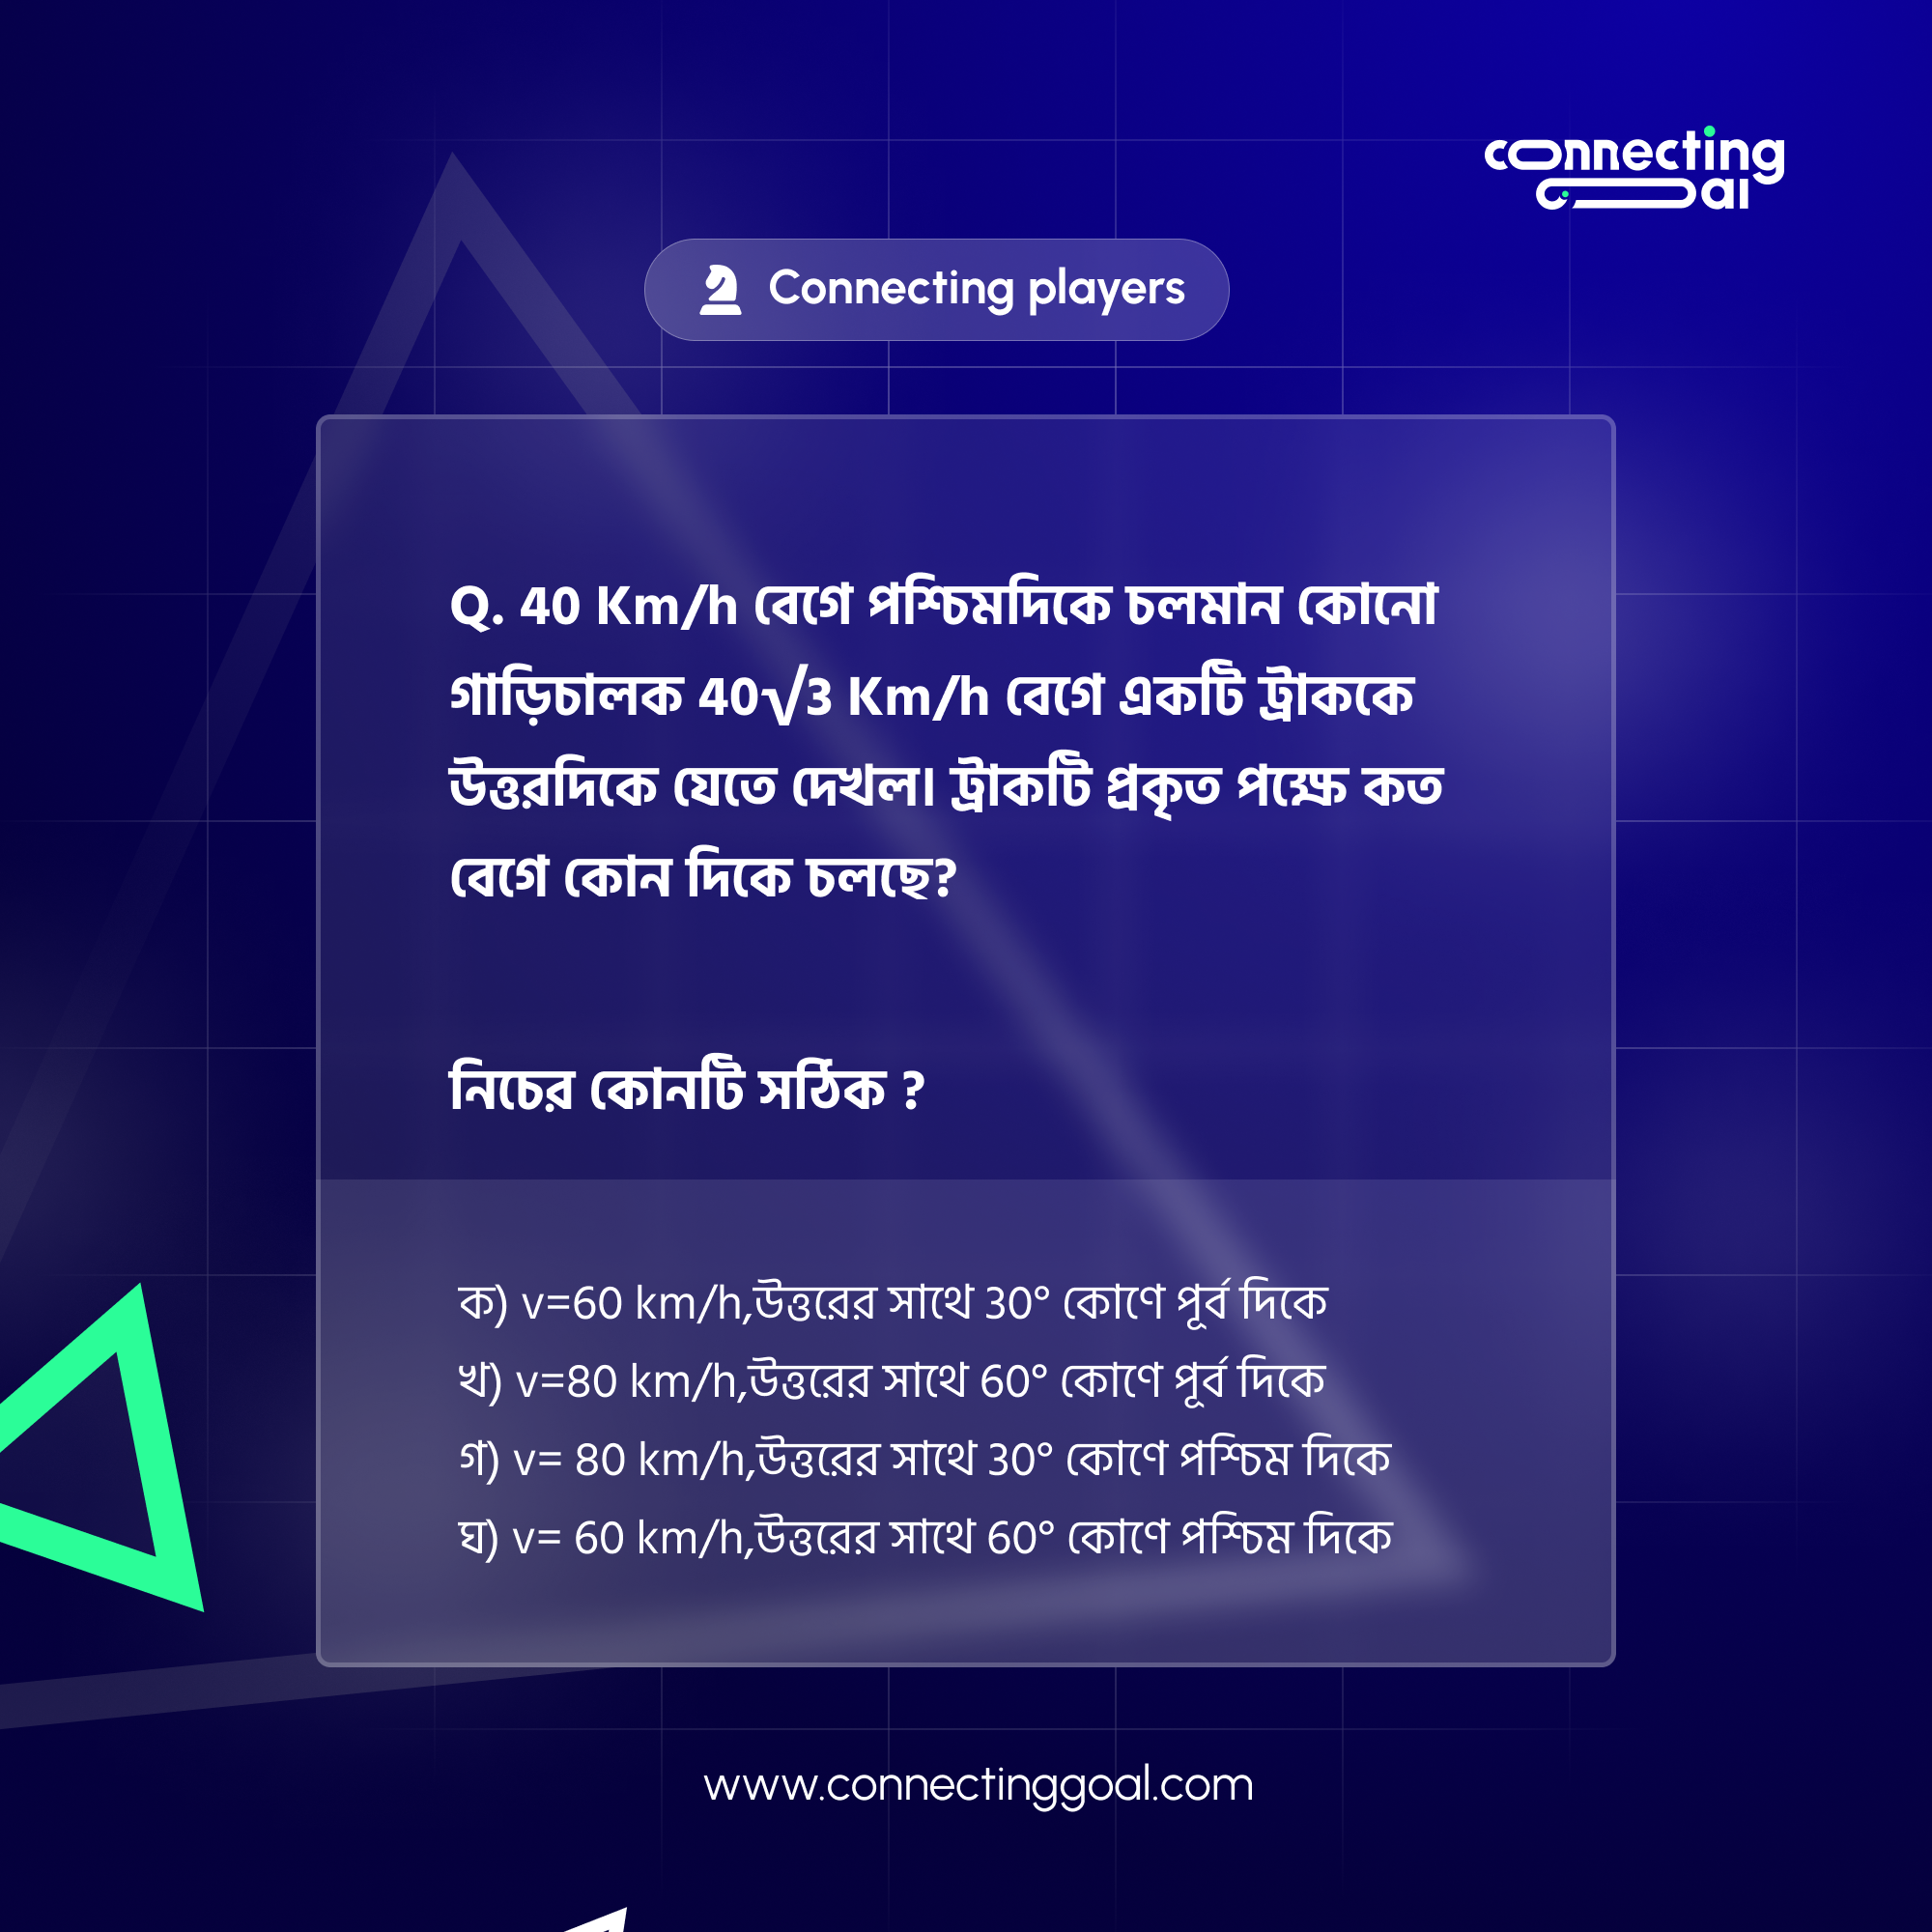 connecting
goal
Connecting players
Q. 40 Km/h বেগে পশ্চিমদিকে চলমান কোনো
গাড়িচালক 40√3 Km/h বেগে একটি ট্রাককে
উত্তরদিকে যেতে দেখল। ট্রাকটি প্রকৃত পক্ষে কত
বেগে কোন দিকে চলছে?
নিচের কোনটি সঠিক ?
ক) v=60 km/h,উত্তরের সাথে 30° কোণে পূর্ব দিকে
খ) v=80 km/h,উত্তরের সাথে 60° কোণে পূর্ব দিকে
গ) v= 80 km/h,উত্তরের সাথে 30° কোণে পশ্চিম দিকে
ঘ) v= 60 km/h,উত্তরের সাথে 60° কোণে পশ্চিম দিকে
www.connectinggoal.com